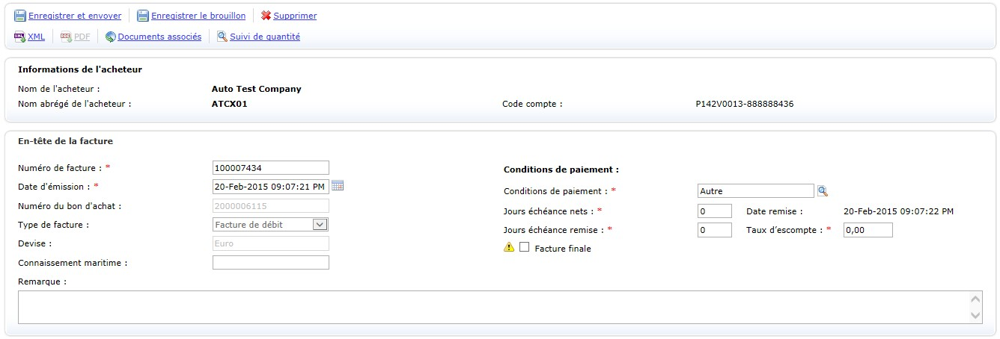 Enregistrer et envoyer Enregistrer le brouillon Supprimer
XML PDF Documents associés Suivi de quantité
Informations de l'acheteur
Nom de l'acheteur : Auto Test Company
Nom abrégé de l'acheteur : ATCX01 Code compte : P142V0013-888888436
En-tête de la facture
Numéro de facture : * 100007434
Date d'émission : * 20-Feb-2015 09:07:21 PM
Numéro du bon d'achat : 2000006115
Type de facture : Facture de débit
Devise : Euro
Connaissement maritime :
Conditions de paiement :
Conditions de paiement : * Autre
Jours échéance nets : * 0 Date remise : 20-Feb-2015 09:07:22 PM
Jours échéance remise : * 0 Taux d’escompte : * 0,00
Facture finale
Remarque :